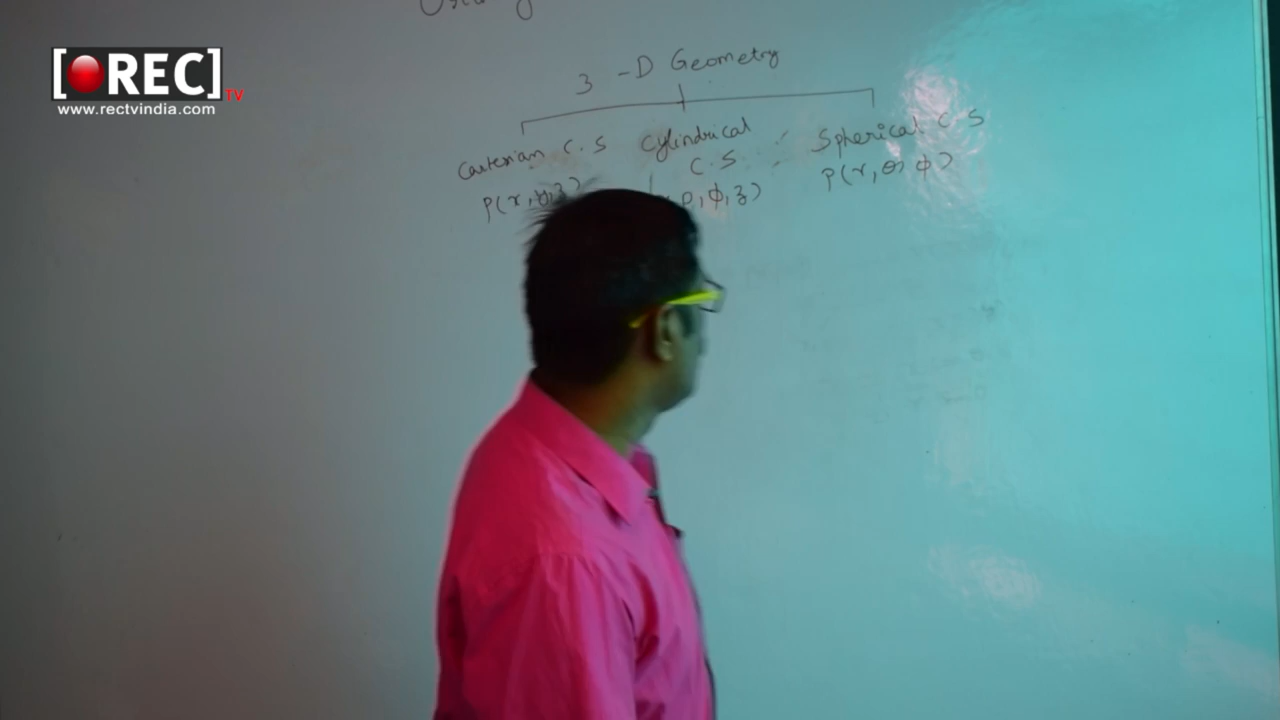 [REC] TV
www.rectvindia.com
3-D Geometry
Cartesian C.S
Cylindrical C.S
Spherical C.S
P(x,y,z)
ρ,φ,z)
P(r,θ,φ)